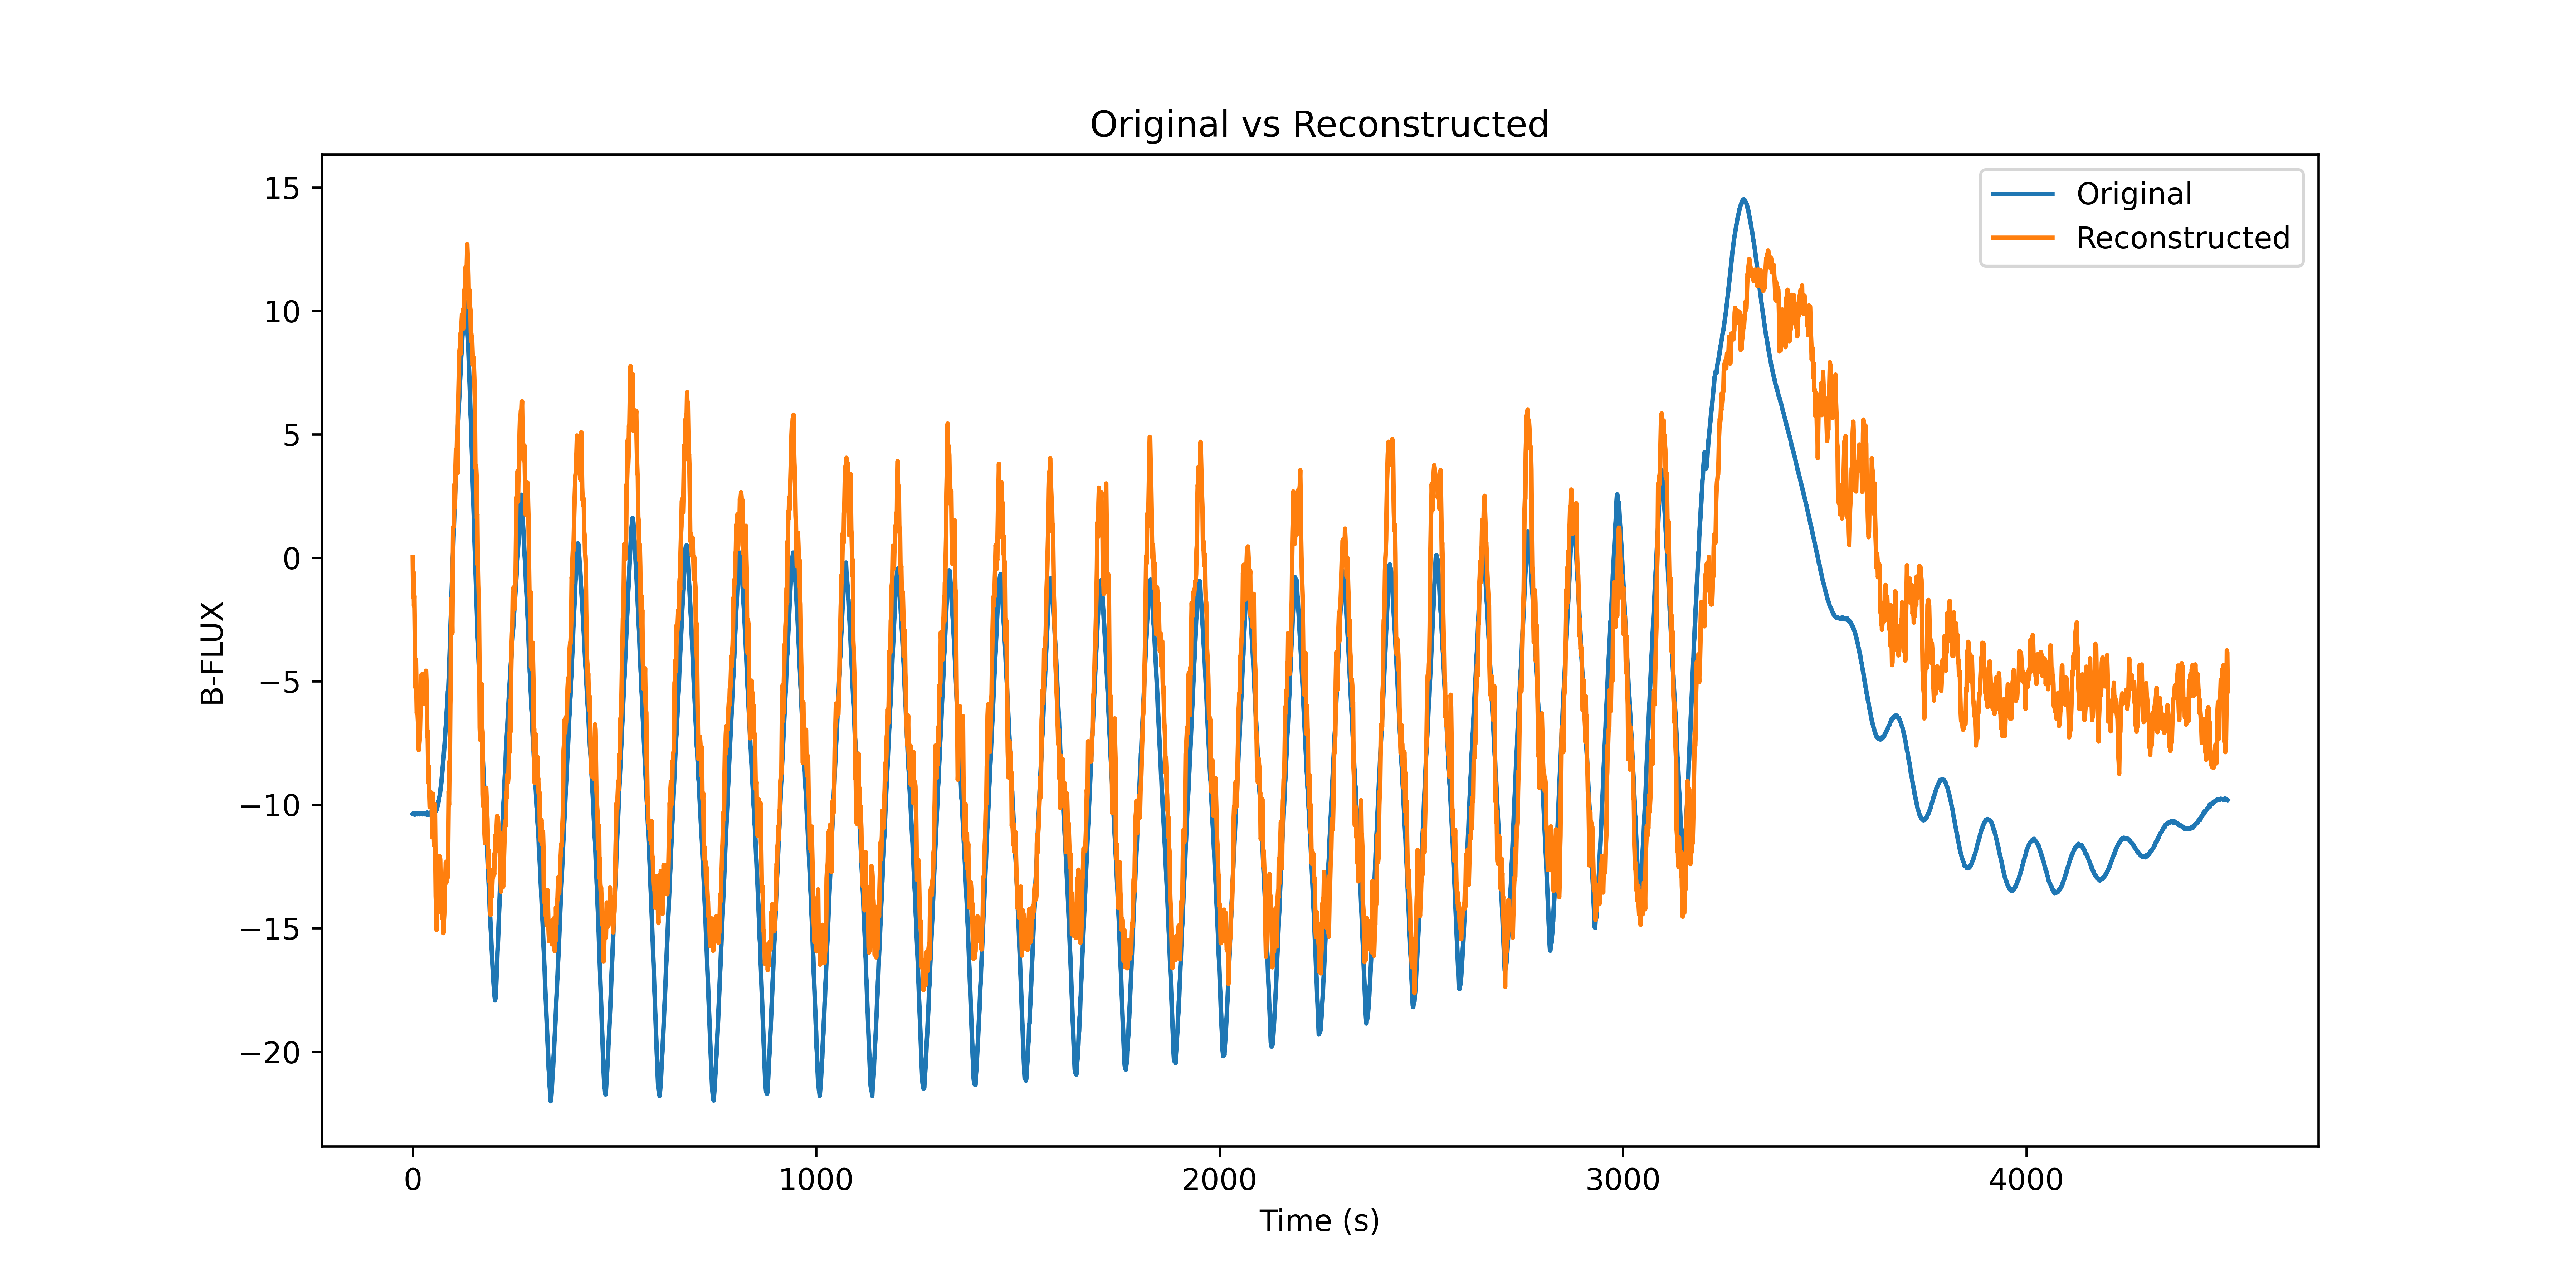 Original vs Reconstructed
Original
Reconstructed
15
10
5
0
−5
−10
−15
−20
B-FLUX
0 1000 2000 3000 4000
Time (s)